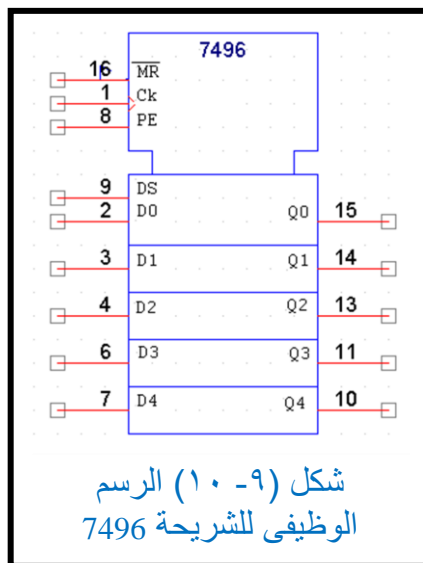 7496
16 MR
1 Ck
8 PE
9 DS
2 D0 Q0 15
3 D1 Q1 14
4 D2 Q2 13
6 D3 Q3 11
7 D4 Q4 10
شكل (٩- ١٠) الرسم
الوظيفى للشريحة 7496